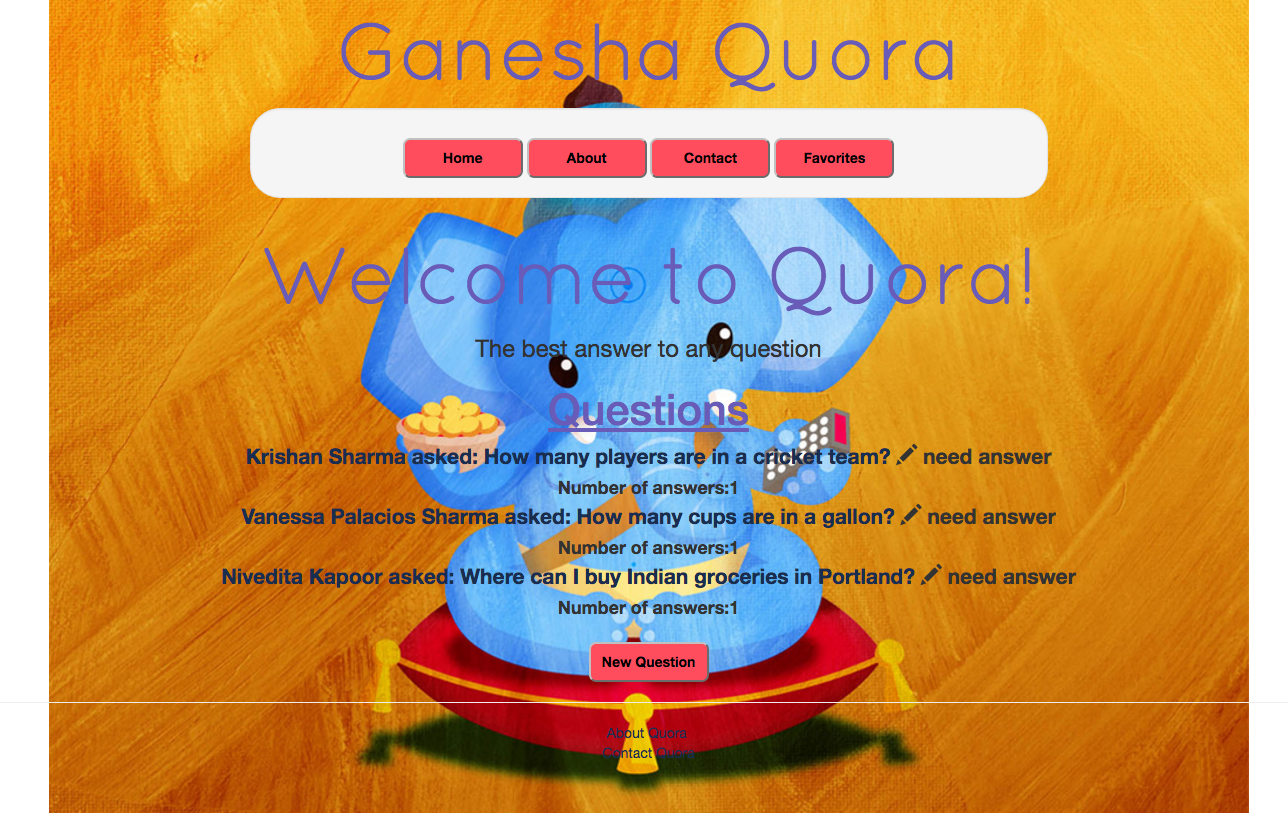 Ganesha Quora
Home About Contact Favorites
Welcome to Quora!
The best answer to any question
Questions
Krishan Sharma asked: How many players are in a cricket team? need answer
Number of answers:1
Vanessa Palacios Sharma asked: How many cups are in a gallon? need answer
Number of answers:1
Nivedita Kapoor asked: Where can I buy Indian groceries in Portland? need answer
Number of answers:1
New Question
About Quora
Contact